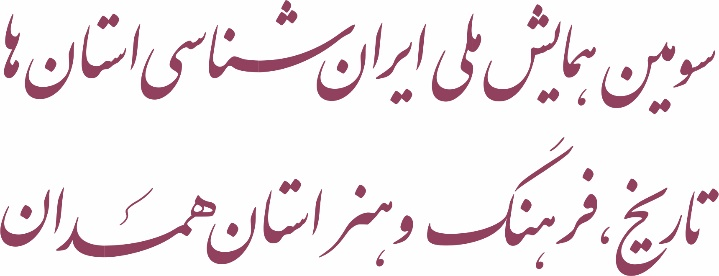 سومین همایش ملی ایران شناسی استان ها
تاریخ، فرهنگ و هنر استان همدان